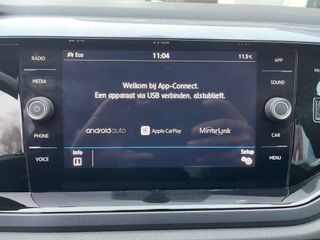 RADIO
MEDIA
PHONE
VOICE
Eco
11:04
11.5°C
Welkom bij App-Connect.
Een apparaat via USB verbinden, alstublieft.
androidauto
Apple CarPlay
MirrorLink
Info
Setup
APP
SOUND
CAR
MENU